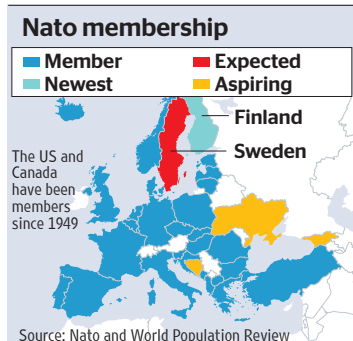 Nato membership
Member
Expected
Newest
Aspiring
Finland
Sweden
The US and
Canada
have been
members
since 1949
Source: Nato and World Population Review